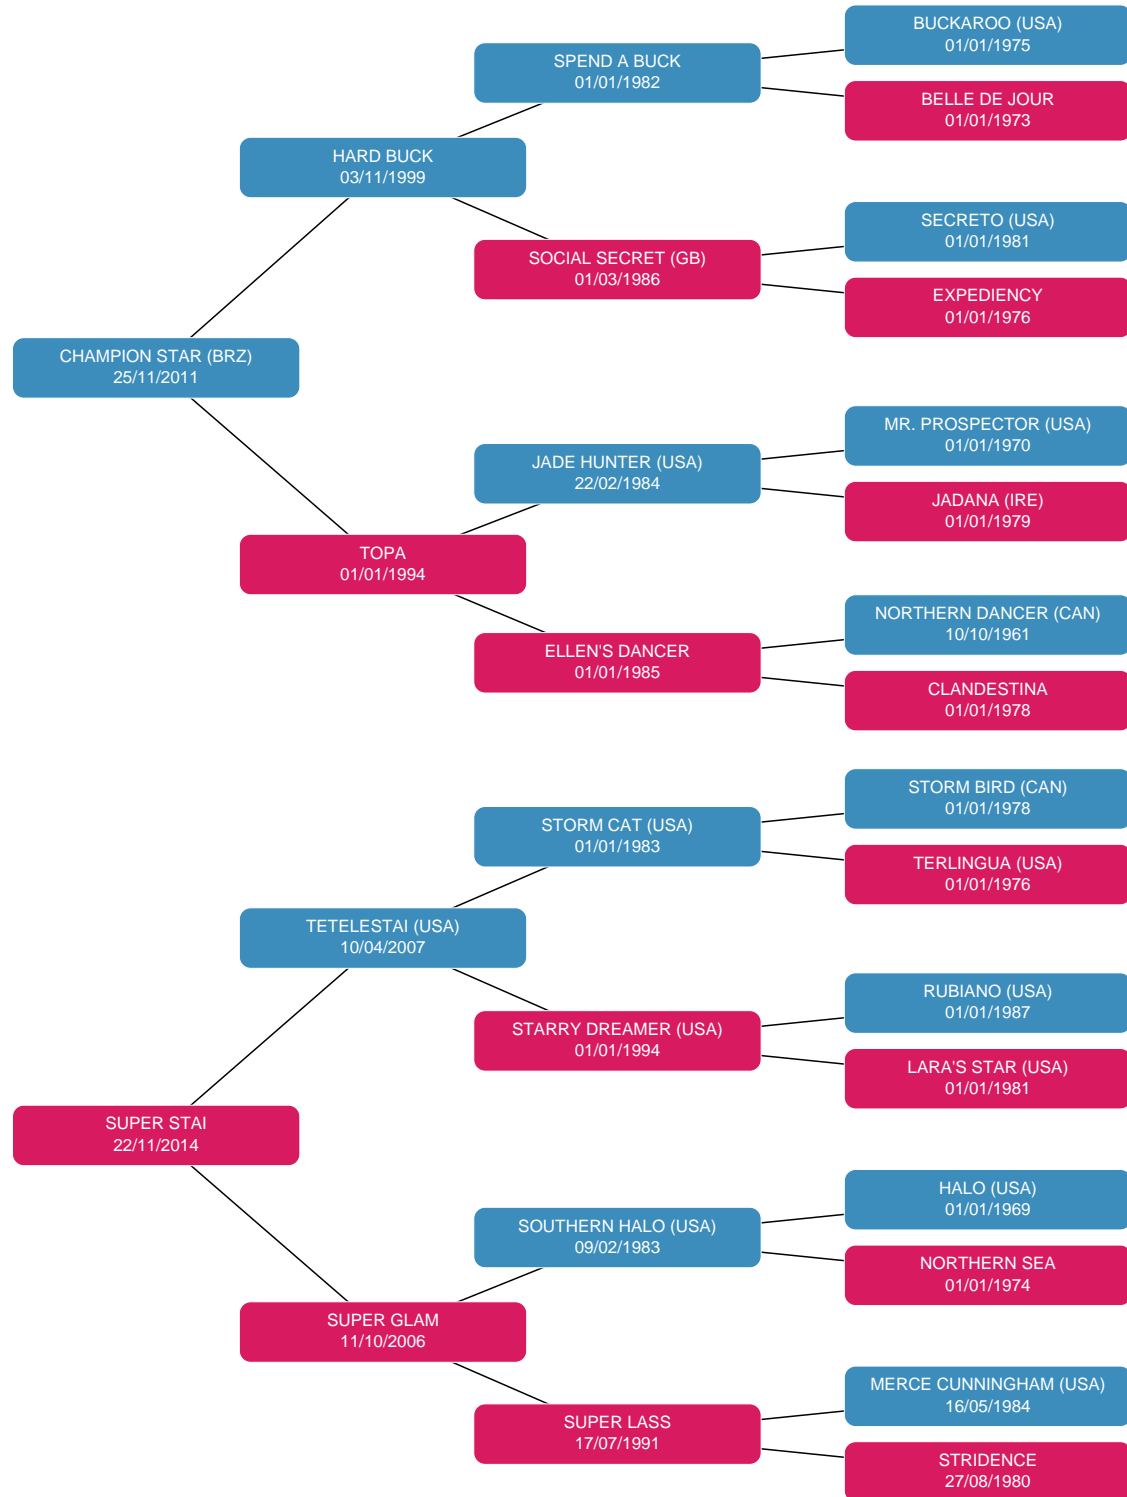 BUCKAROO (USA)
01/01/1975
SPEND A BUCK
01/01/1982
BELLE DE JOUR
01/01/1973
HARD BUCK
03/11/1999
SECRETO (USA)
01/01/1981
SOCIAL SECRET (GB)
01/03/1986
EXPEDIENCY
01/01/1976
CHAMPION STAR (BRZ)
25/11/2011
MR. PROSPECTOR (USA)
01/01/1970
JADE HUNTER (USA)
22/02/1984
JADANA (IRE)
01/01/1979
TOPA
01/01/1994
NORTHERN DANCER (CAN)
10/10/1961
ELLEN'S DANCER
01/01/1985
CLANDESTINA
01/01/1978
STORM BIRD (CAN)
01/01/1978
STORM CAT (USA)
01/01/1983
TERLINGUA (USA)
01/01/1976
TETELESTAI (USA)
10/04/2007
RUBIANO (USA)
01/01/1987
STARRY DREAMER (USA)
01/01/1994
LARA'S STAR (USA)
01/01/1981
SUPER STAI
22/11/2014
HALO (USA)
01/01/1969
SOUTHERN HALO (USA)
09/02/1983
NORTHERN SEA
01/01/1974
SUPER GLAM
11/10/2006
MERCE CUNNINGHAM (USA)
16/05/1984
SUPER LASS
17/07/1991
STRIDENCE
27/08/1980